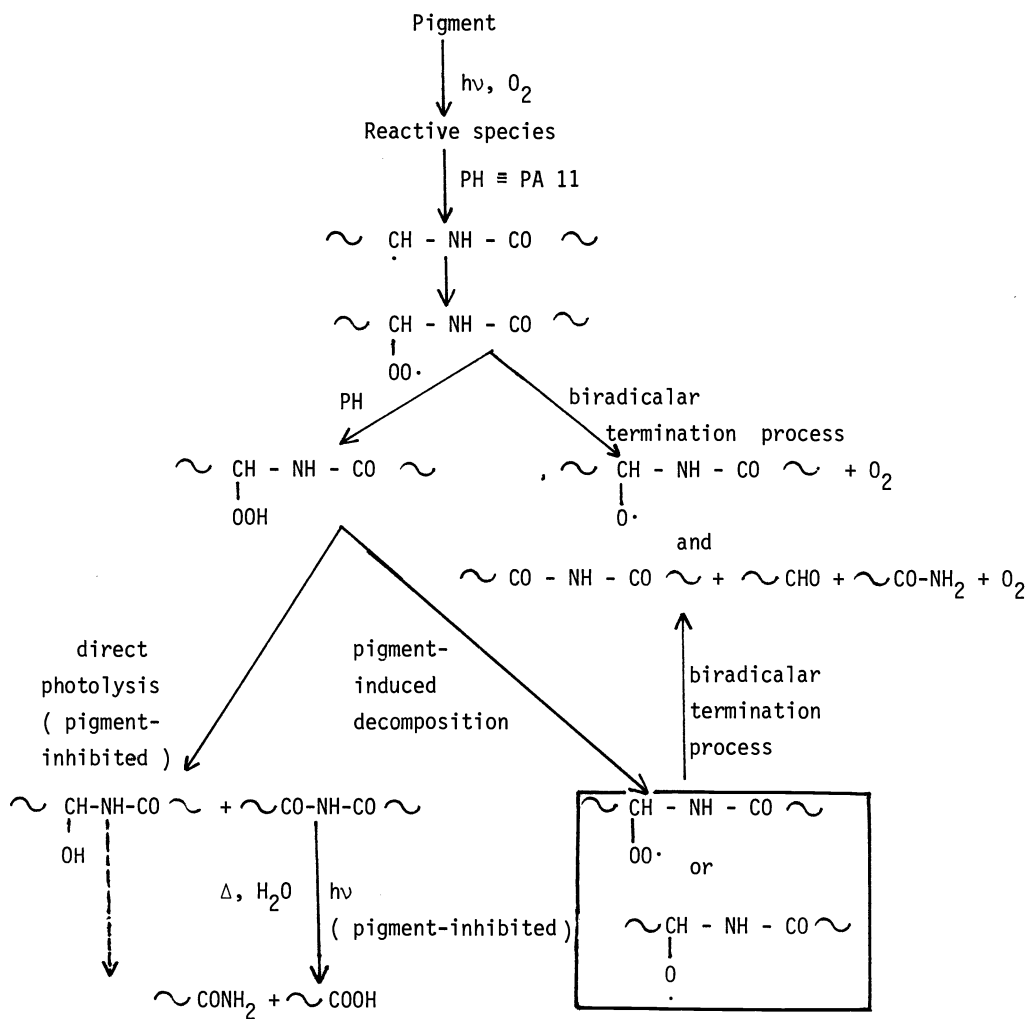 Pigment
hν, O₂
Reactive species
PH ≡ PA 11
~ ĊH - NH - CO ~
~ CH - NH - CO ~
OO·
PH
biradicalar
termination process
~ CH - NH - CO ~
OOH
, ~ CH - NH - CO ~ + O₂
O·
and
~ CO - NH - CO ~ + ~CHO + ~CO-NH₂ + O₂
direct
photolysis
( pigment-
inhibited )
pigment-
induced
decomposition
biradicalar
termination
process
~ CH-NH-CO ~ + ~CO-NH-CO ~
OH
Δ, H₂O
hν
( pigment-inhibited )
~ CONH₂ + ~ COOH
~ CH - NH - CO ~
OO·
or
~CH - NH - CO ~
O
·